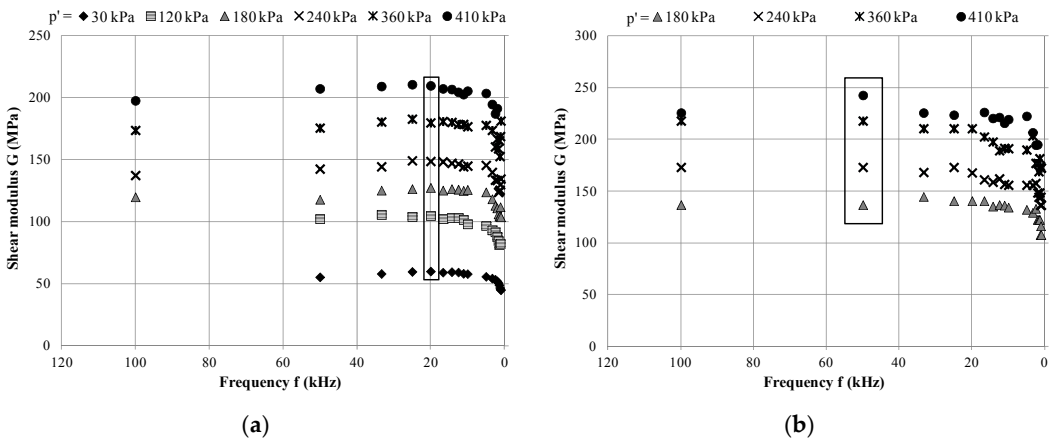 p' = 30 kPa 120 kPa 180 kPa 240 kPa 360 kPa 410 kPa
250
200
150
100
50
0
Shear modulus G (MPa)
120 100 80 60 40 20 0
Frequency f (kHz)
(a)
p' = 180 kPa 240 kPa 360 kPa 410 kPa
300
250
200
150
100
50
0
Shear modulus G (MPa)
120 100 80 60 40 20 0
Frequency f (kHz)
(b)